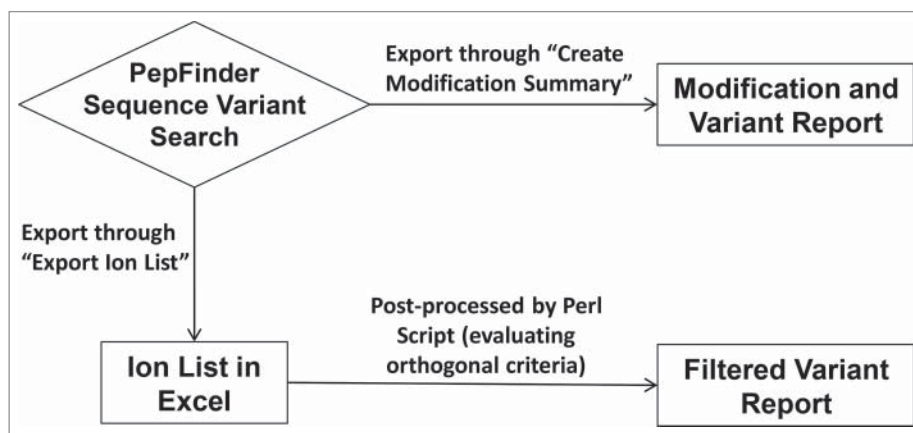 PepFinder
Sequence Variant
Search
Export through “Create
Modification Summary”
Modification and
Variant Report
Export through
“Export Ion List”
Ion List in
Excel
Post-processed by Perl
Script (evaluating
orthogonal criteria)
Filtered Variant
Report